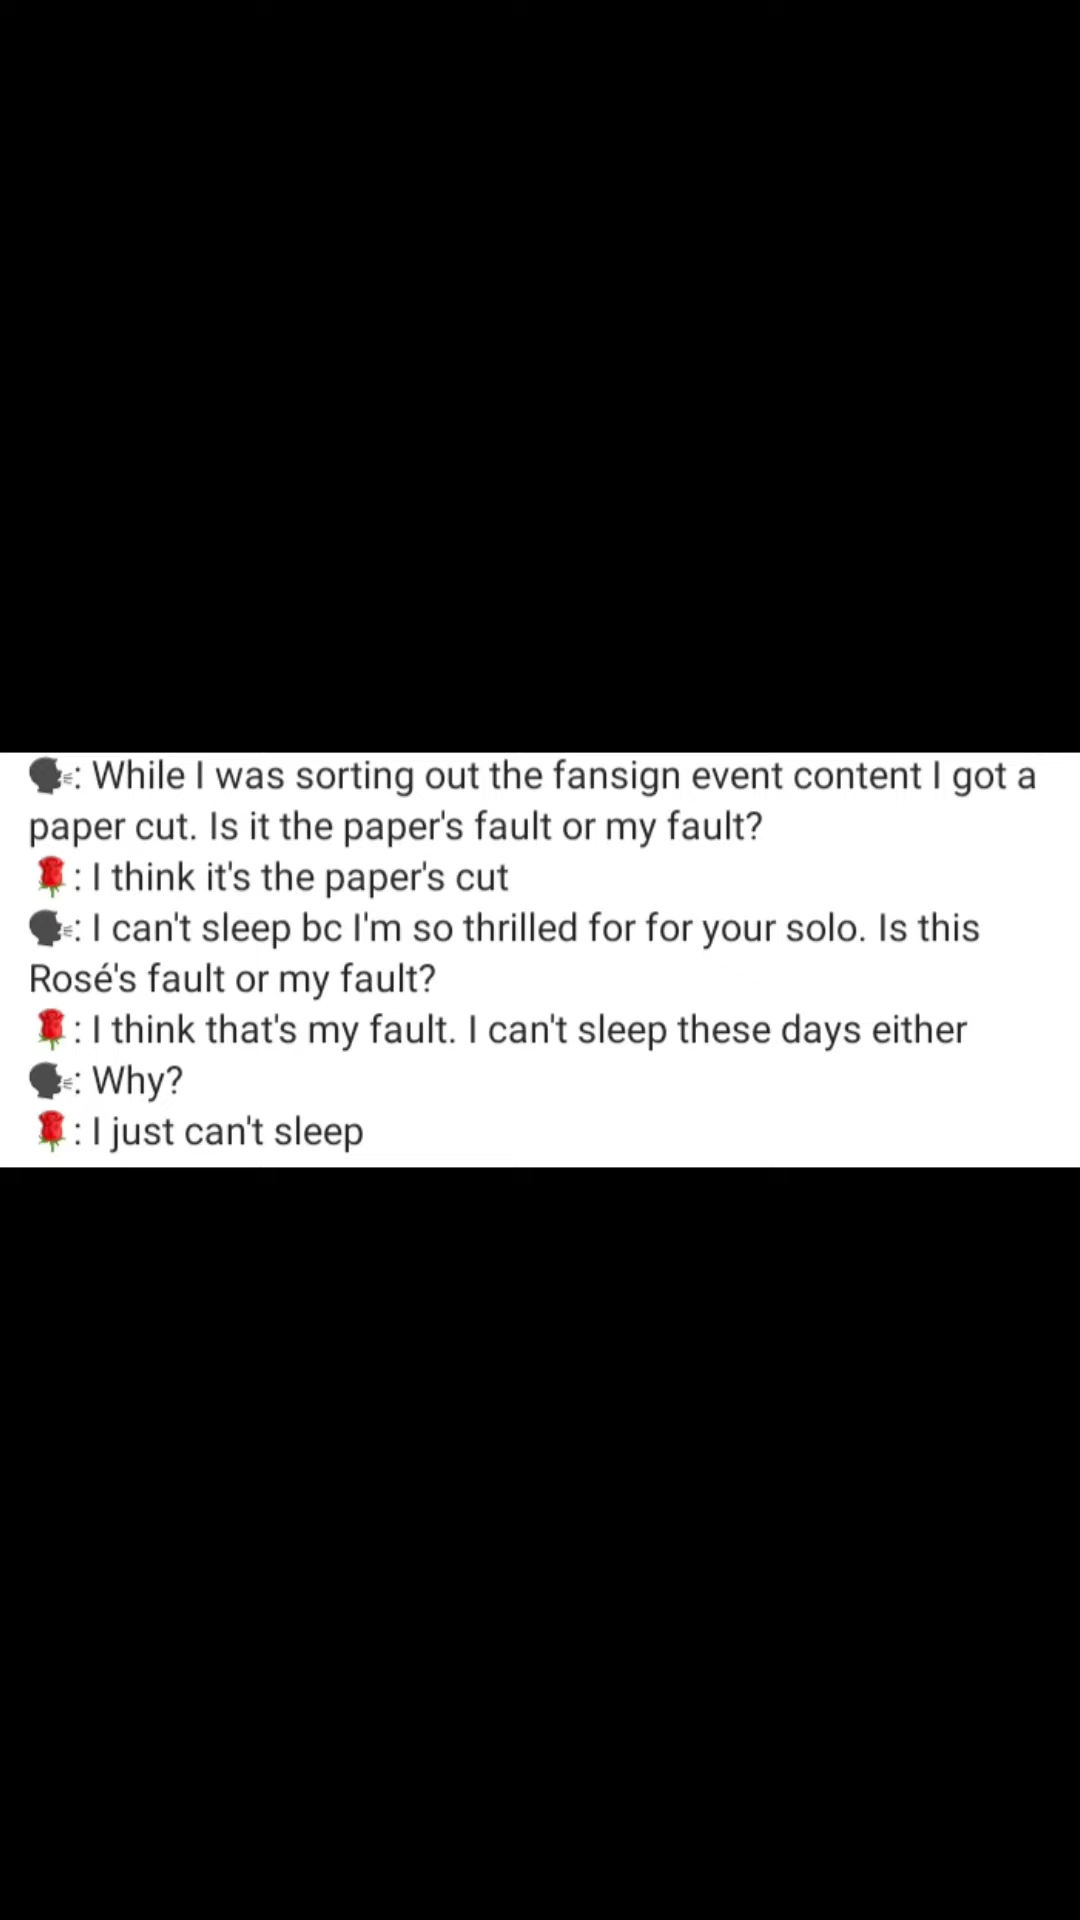 🗣: While I was sorting out the fansign event content I got a
paper cut. Is it the paper's fault or my fault?
🌹: I think it's the paper's cut
🗣: I can't sleep bc I'm so thrilled for for your solo. Is this
Rosé's fault or my fault?
🌹: I think that's my fault. I can't sleep these days either
🗣: Why?
🌹: I just can't sleep